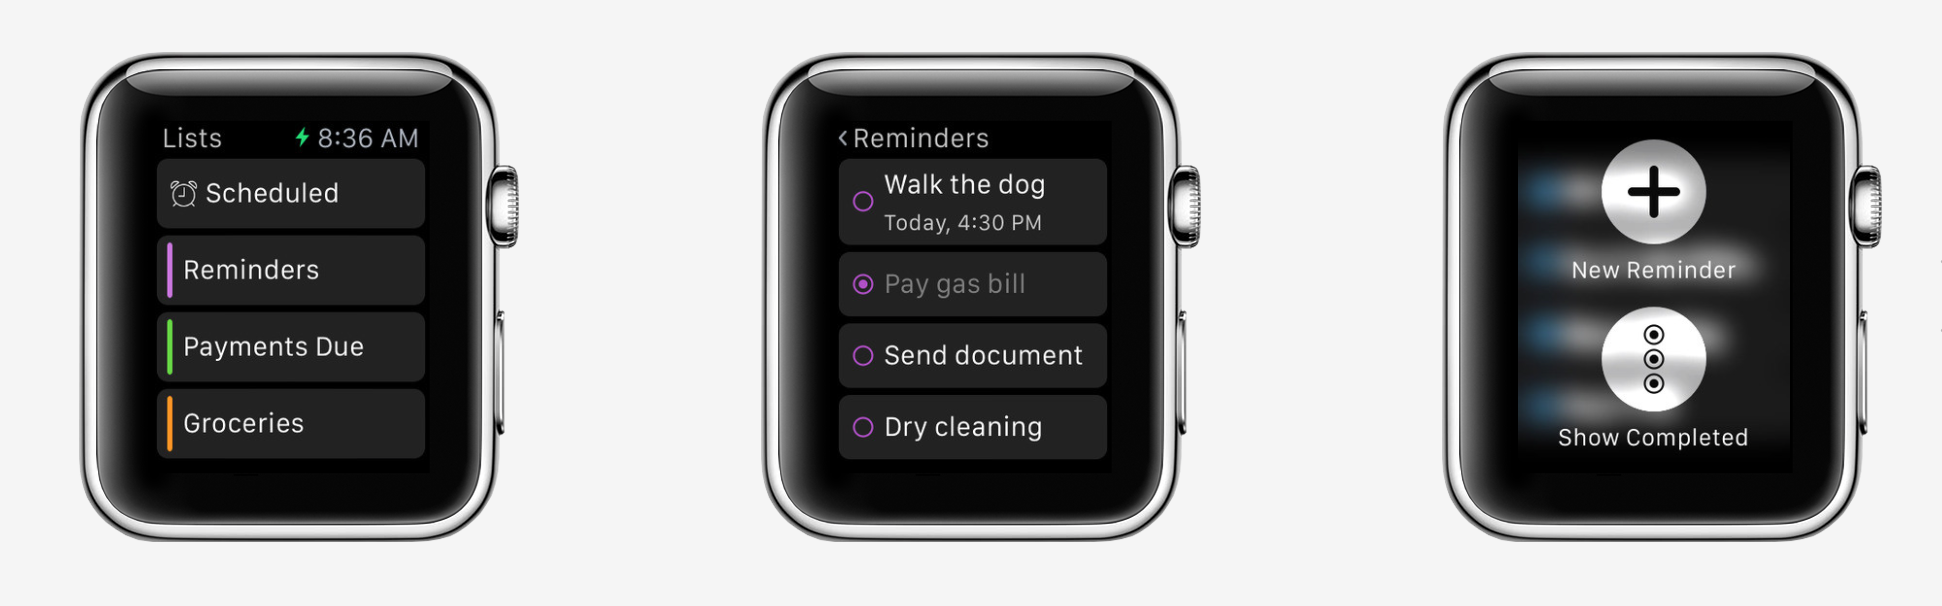 Lists 8:36 AM
Scheduled
Reminders
Payments Due
Groceries
Reminders
Walk the dog
Today, 4:30 PM
Pay gas bill
Send document
Dry cleaning
New Reminder
Show Completed